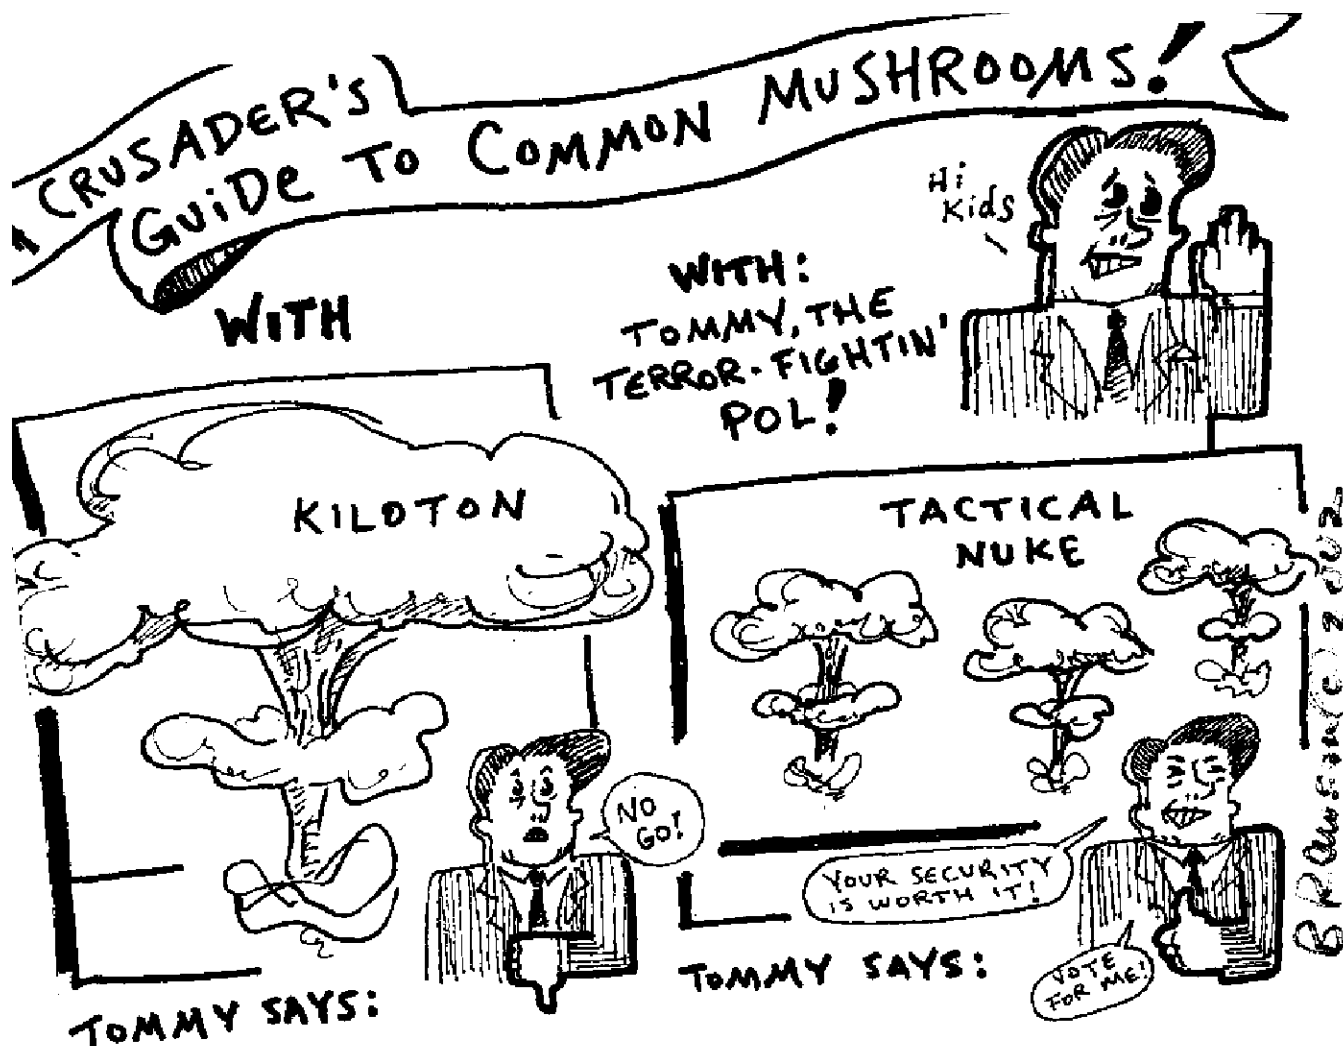 A CRUSADER'S
GUiDe TO COMMON MUSHROOMS!
Hi
Kids
WITH
WITH:
TOMMY, THE
TERROR-FIGHTIN'
POL!
KILOTON
TACTICAL
NUKE
NO
GO!
YOUR SECURITY
IS WORTH IT!
VOTE
FOR ME!
TOMMY SAYS:
TOMMY SAYS:
(c) 2002